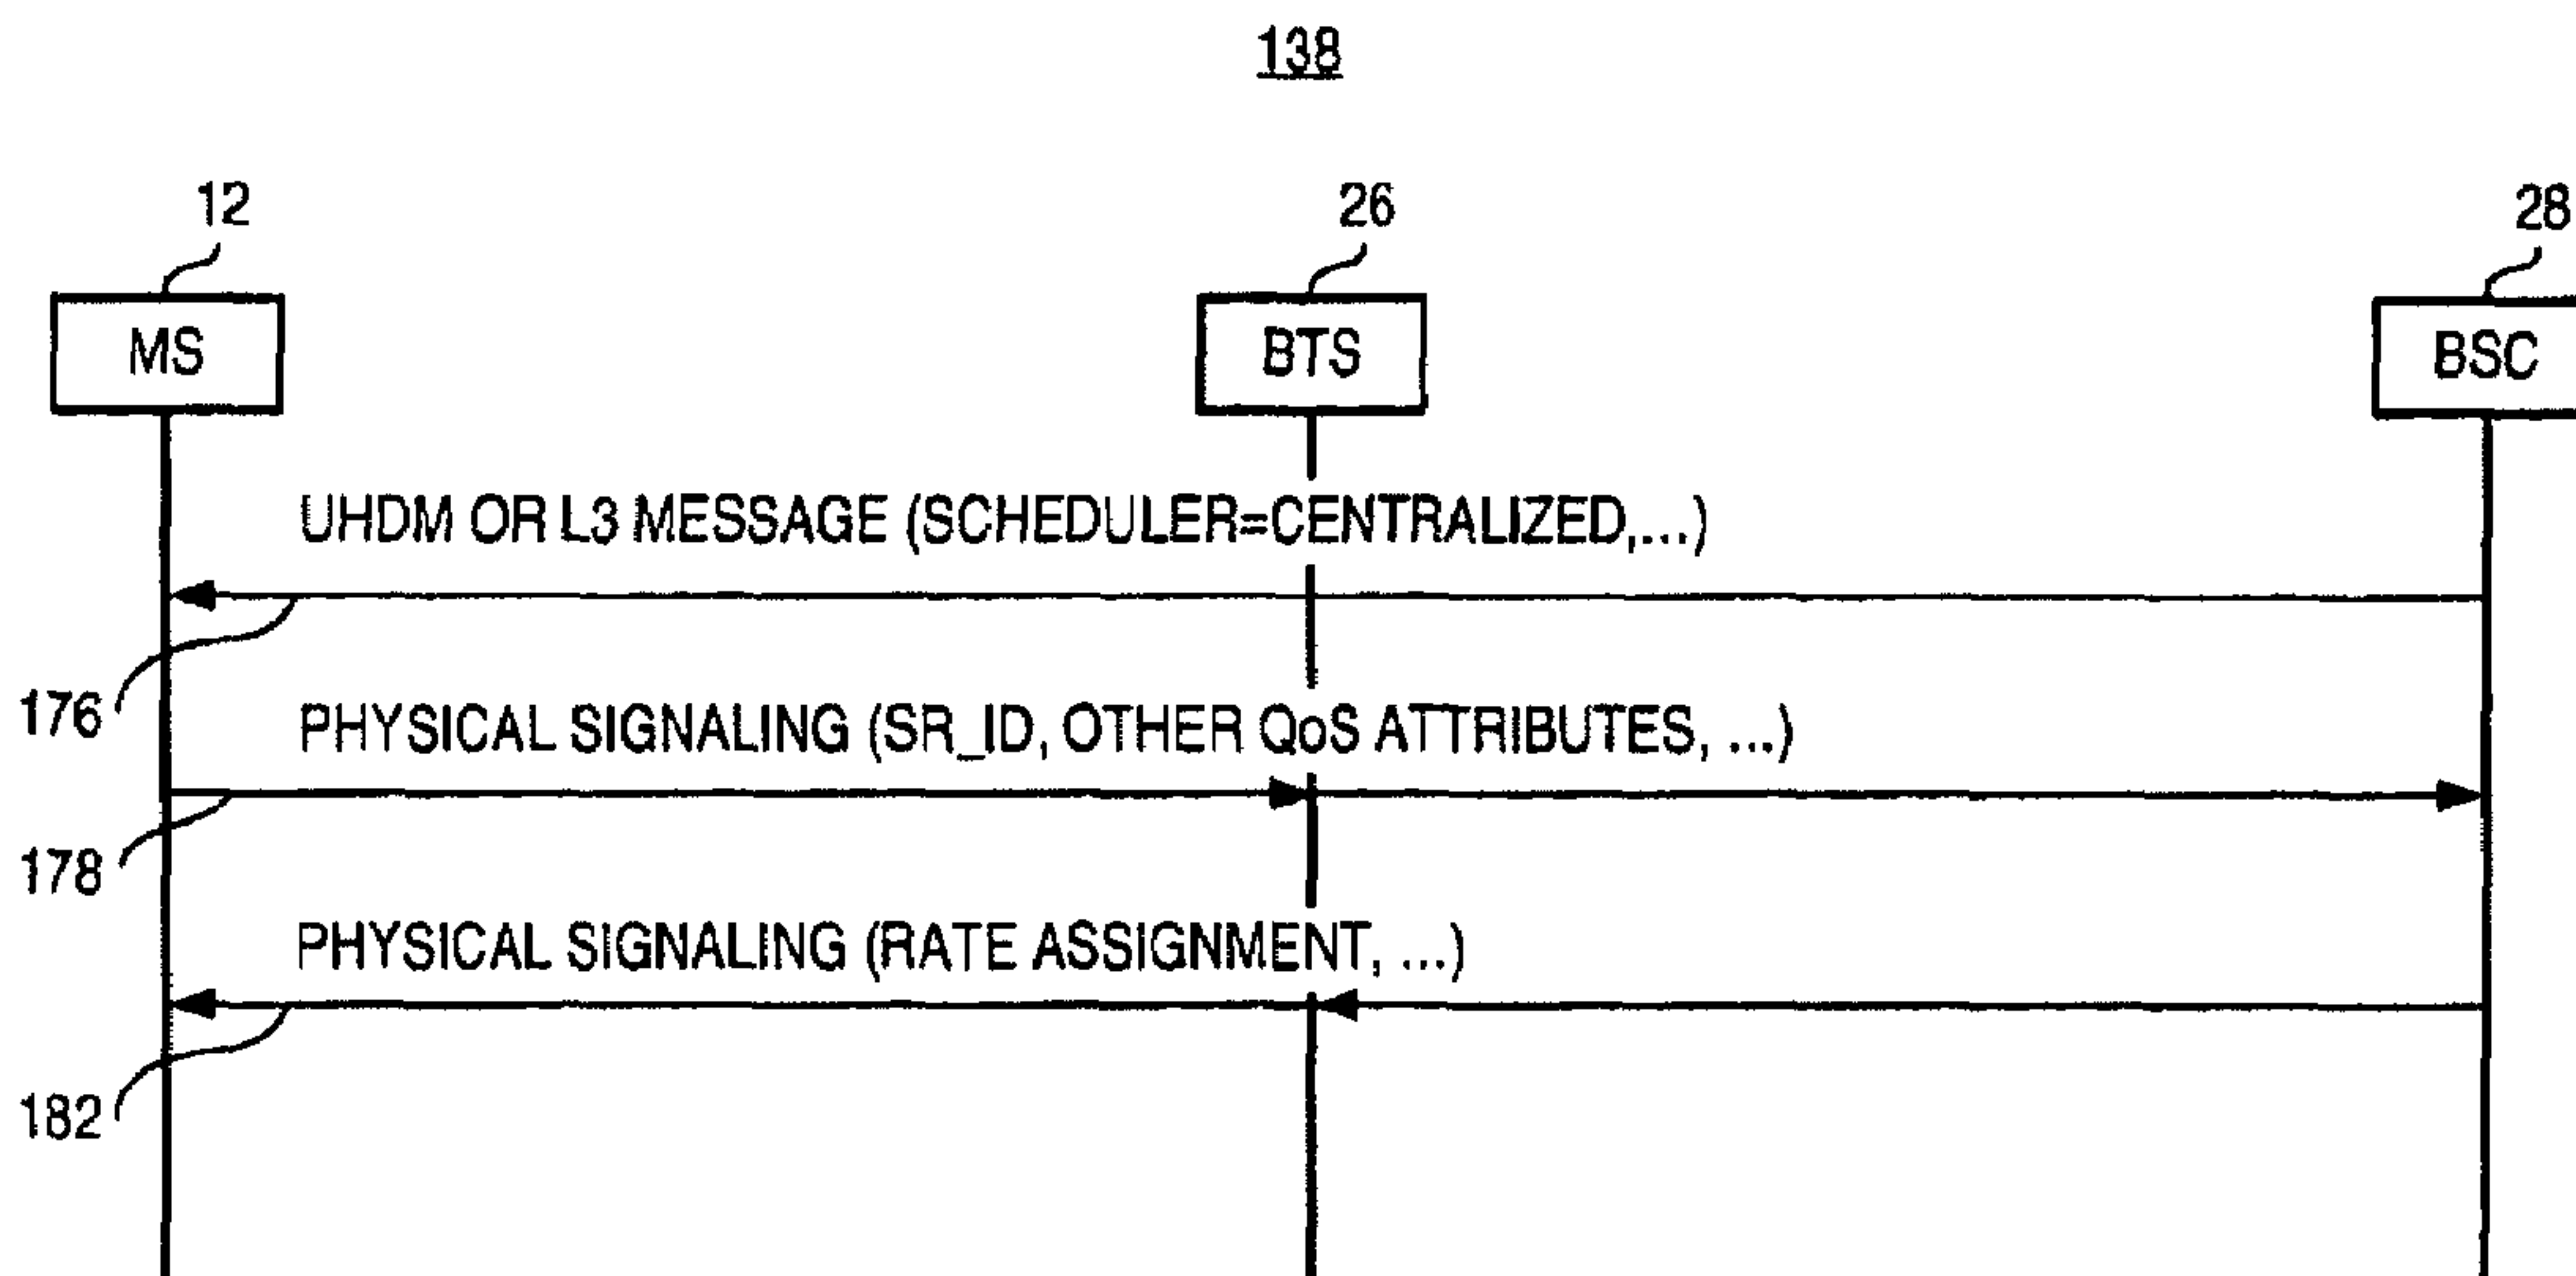 138
12
26
28
MS
BTS
BSC
UHDM OR L3 MESSAGE (SCHEDULER=CENTRALIZED,...)
176
PHYSICAL SIGNALING (SR_ID, OTHER QoS ATTRIBUTES, ...)
178
PHYSICAL SIGNALING (RATE ASSIGNMENT, ...)
182